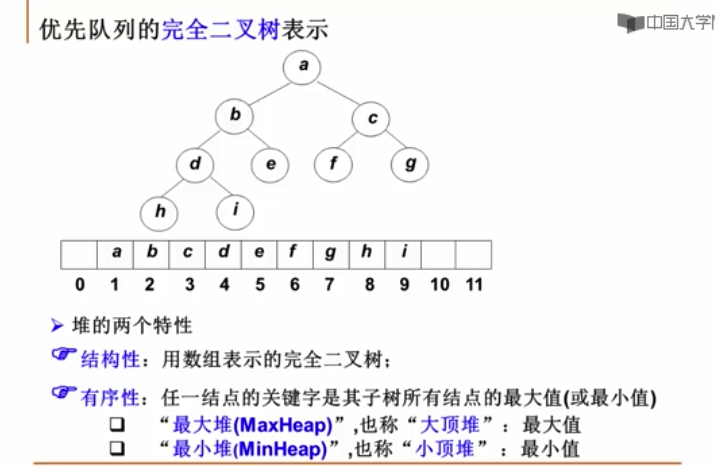 优先队列的完全二叉树表示
中国大学
a
b
c
d
e
f
g
h
i
a b c d e f g h i
0 1 2 3 4 5 6 7 8 9 10 11
➢ 堆的两个特性
☞ 结构性：用数组表示的完全二叉树；
☞ 有序性：任一结点的关键字是其子树所有结点的最大值(或最小值)
❑ “最大堆(MaxHeap)”,也称“大顶堆”：最大值
❑ “最小堆(MinHeap)”,也称“小顶堆”：最小值